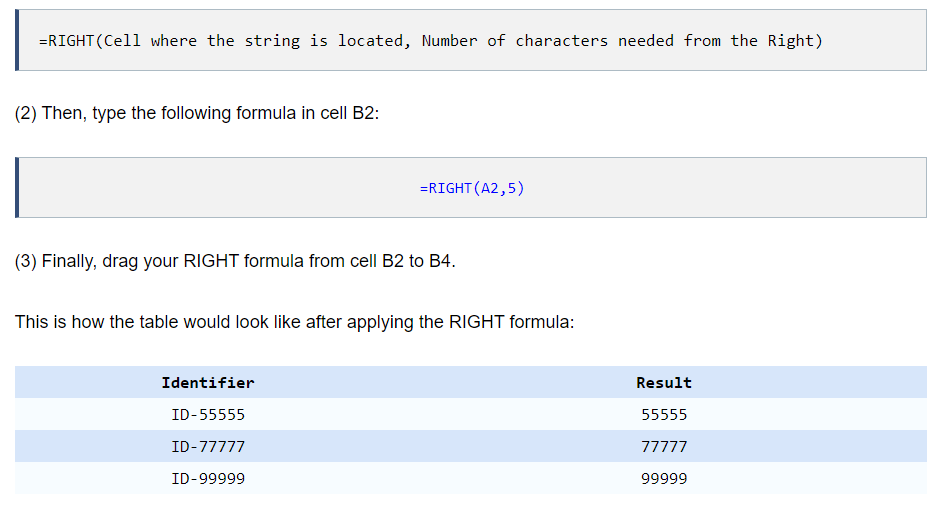 =RIGHT(Cell where the string is located, Number of characters needed from the Right)
(2) Then, type the following formula in cell B2:
=RIGHT(A2,5)
(3) Finally, drag your RIGHT formula from cell B2 to B4.
This is how the table would look like after applying the RIGHT formula:
Identifier Result
ID-55555 55555
ID-77777 77777
ID-99999 99999